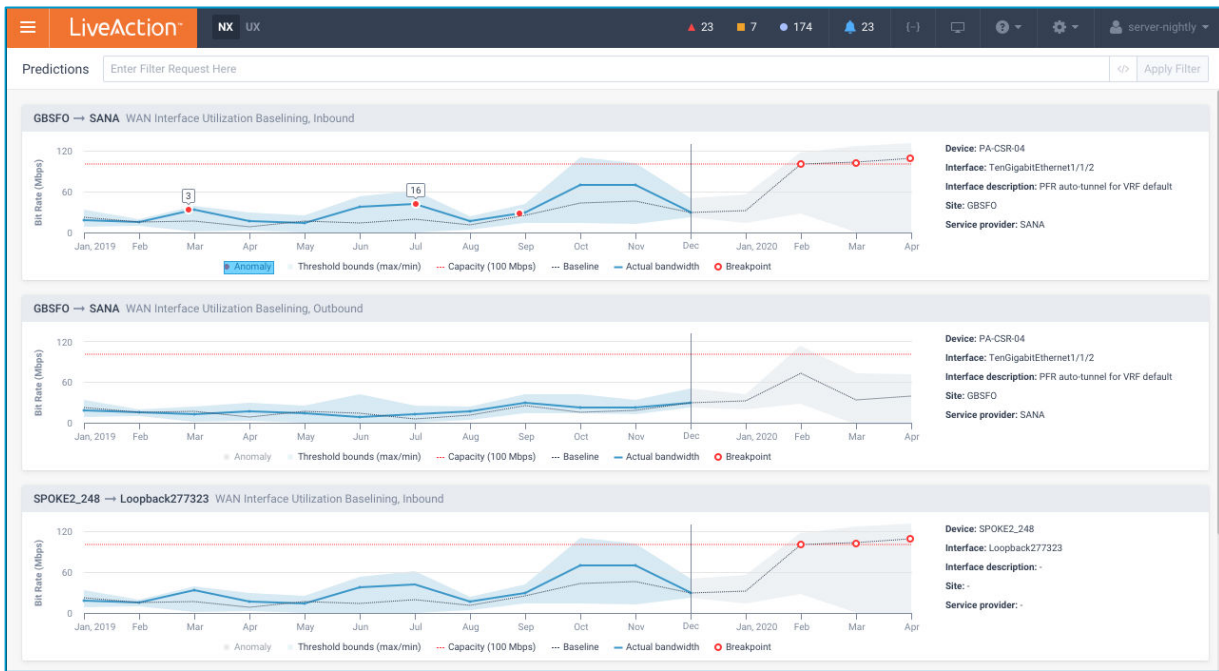 LiveAction™ NX UX 23 7 174 23 {-} server-nightly
Predictions Enter Filter Request Here </> Apply Filter
GBSFO → SANA WAN Interface Utilization Baselining, Inbound
Bit Rate (Mbps)
120
60
0
3
16
Jan, 2019 Feb Mar Apr May Jun Jul Aug Sep Oct Nov Dec Jan, 2020 Feb Mar Apr
Anomaly Threshold bounds (max/min) Capacity (100 Mbps) Baseline Actual bandwidth Breakpoint
Device: PA-CSR-04
Interface: TenGigabitEthernet1/1/2
Interface description: PFR auto-tunnel for VRF default
Site: GBSFO
Service provider: SANA
GBSFO → SANA WAN Interface Utilization Baselining, Outbound
Bit Rate (Mbps)
120
60
0
Jan, 2019 Feb Mar Apr May Jun Jul Aug Sep Oct Nov Dec Jan, 2020 Feb Mar Apr
Anomaly Threshold bounds (max/min) Capacity (100 Mbps) Baseline Actual bandwidth Breakpoint
Device: PA-CSR-04
Interface: TenGigabitEthernet1/1/2
Interface description: PFR auto-tunnel for VRF default
Site: GBSFO
Service provider: SANA
SPOKE2_248 → Loopback277323 WAN Interface Utilization Baselining, Inbound
Bit Rate (Mbps)
120
60
0
Jan, 2019 Feb Mar Apr May Jun Jul Aug Sep Oct Nov Dec Jan, 2020 Feb Mar Apr
Anomaly Threshold bounds (max/min) Capacity (100 Mbps) Baseline Actual bandwidth Breakpoint
Device: SPOKE2_248
Interface: Loopback277323
Interface description: -
Site: -
Service provider: -